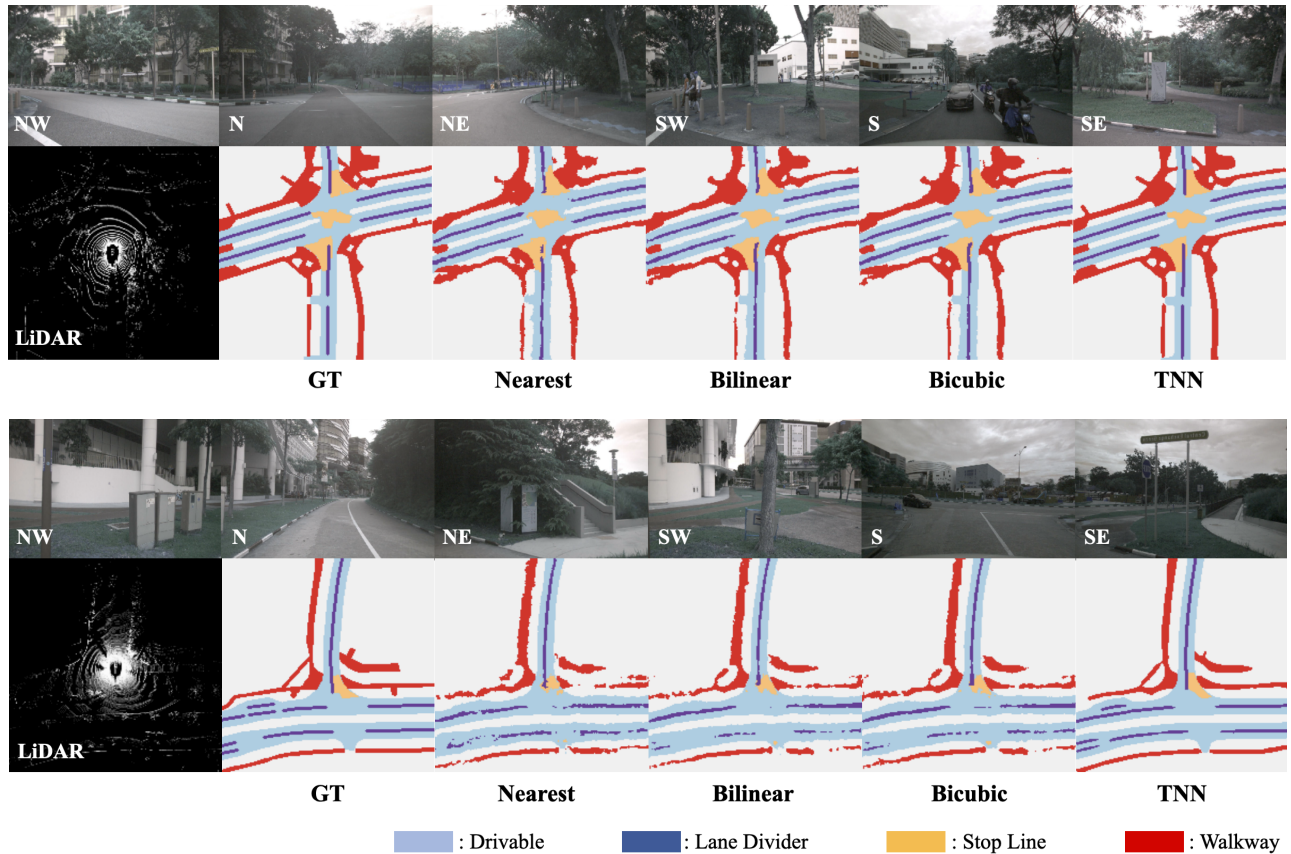 NW N NE SW S SE
LiDAR
GT Nearest Bilinear Bicubic TNN
NW N NE SW S SE
LiDAR
GT Nearest Bilinear Bicubic TNN
: Drivable : Lane Divider : Stop Line : Walkway